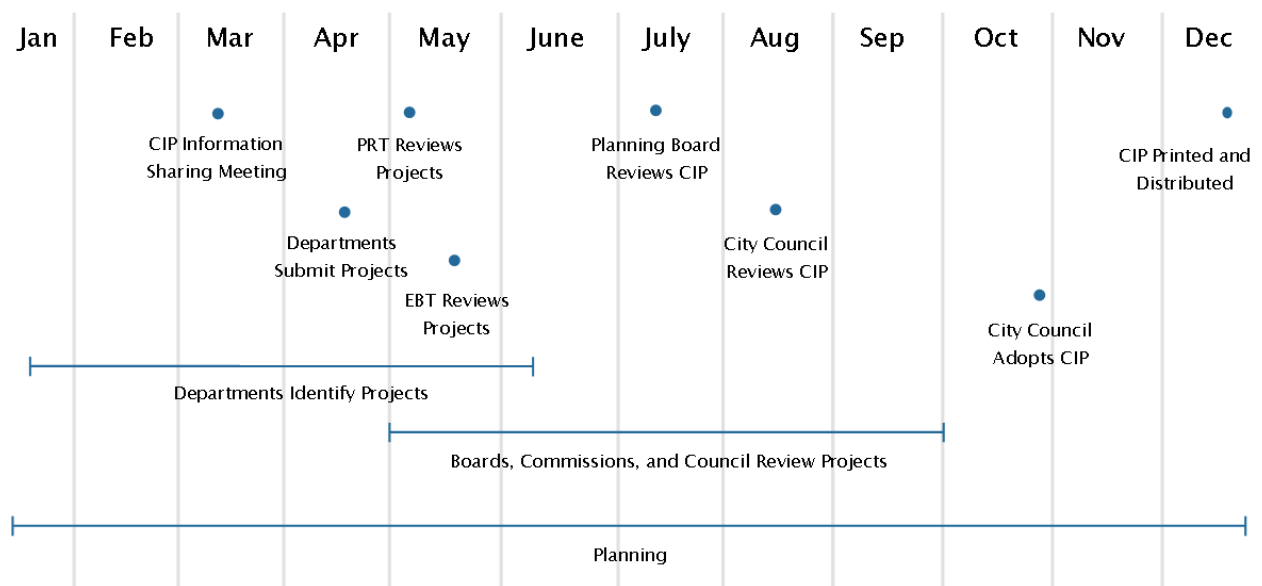 Jan Feb Mar Apr May June July Aug Sep Oct Nov Dec
CIP Information
Sharing Meeting
PRT Reviews
Projects
Planning Board
Reviews CIP
CIP Printed and
Distributed
Departments
Submit Projects
City Council
Reviews CIP
EBT Reviews
Projects
City Council
Adopts CIP
Departments Identify Projects
Boards, Commissions, and Council Review Projects
Planning